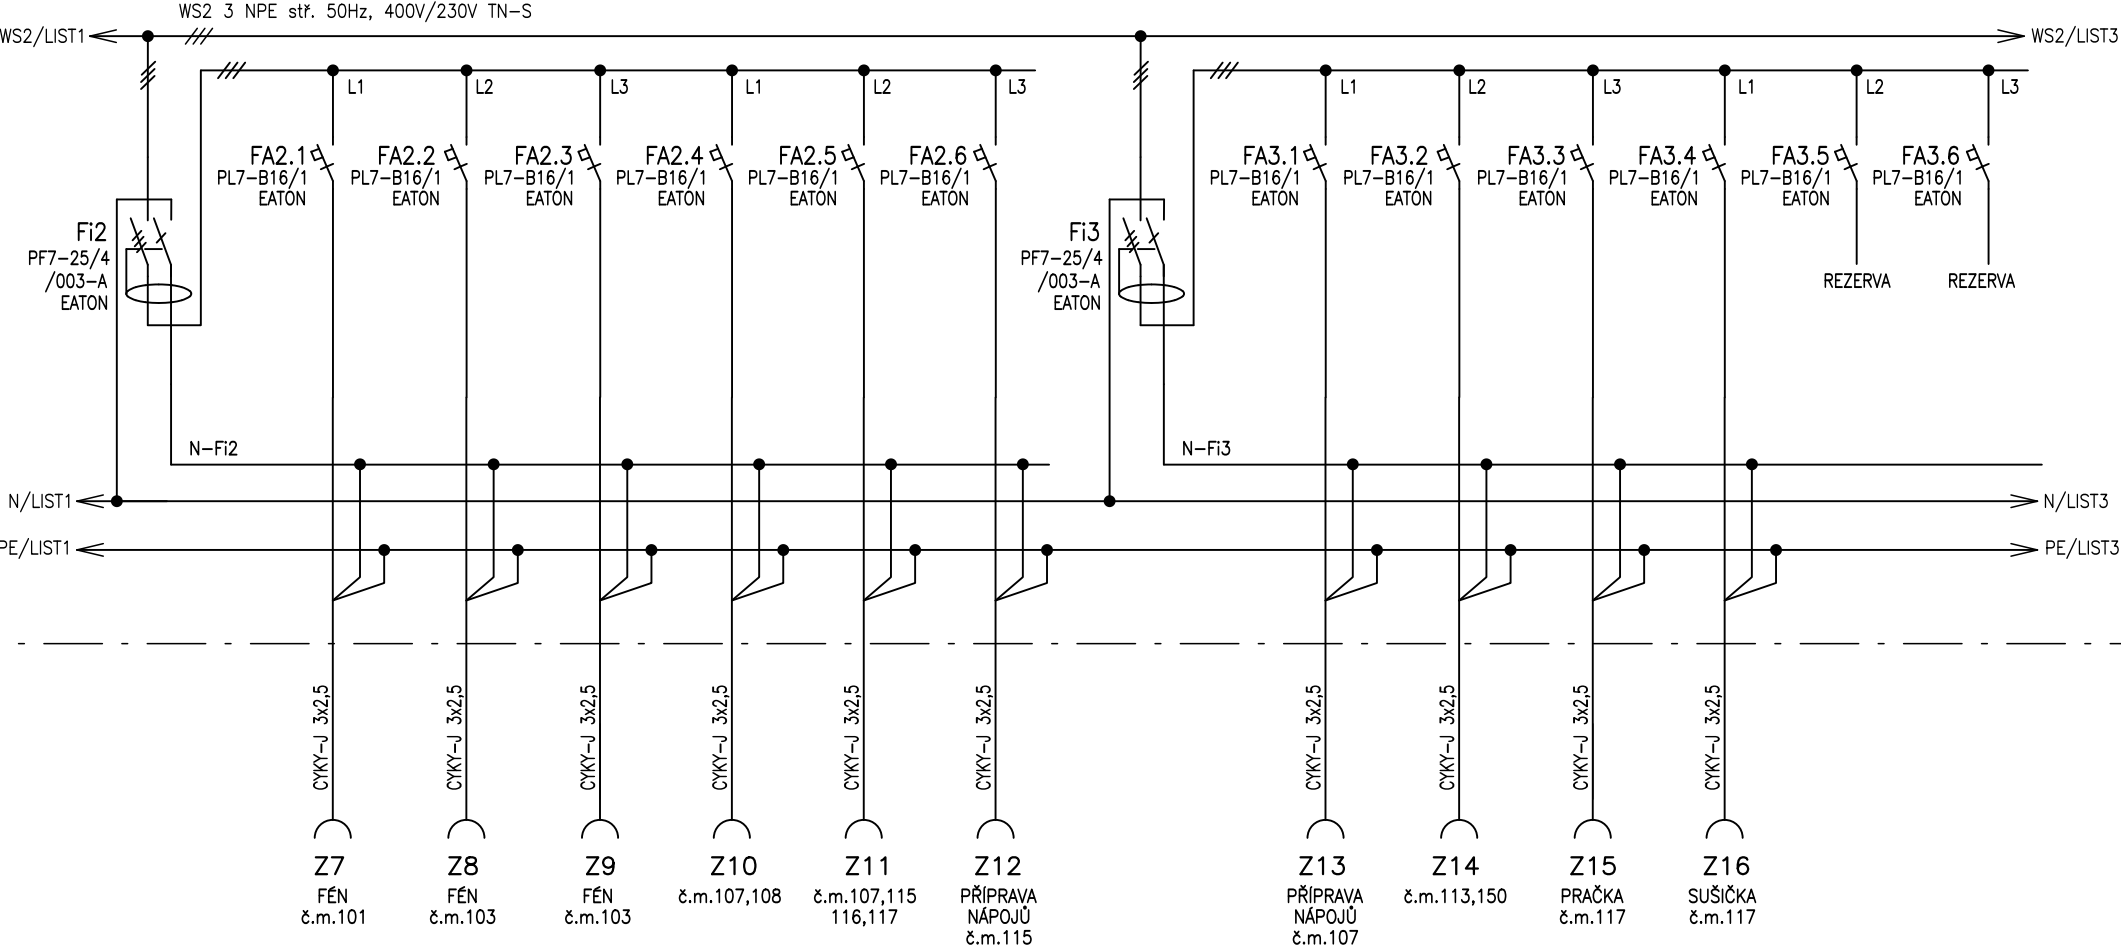 WS2 3 NPE stř. 50Hz, 400V/230V TN-S
WS2/LIST1
WS2/LIST3
L1
L2
L3
L1
L2
L3
L1
L2
L3
L1
L2
L3
FA2.1
PL7-B16/1
EATON
FA2.2
PL7-B16/1
EATON
FA2.3
PL7-B16/1
EATON
FA2.4
PL7-B16/1
EATON
FA2.5
PL7-B16/1
EATON
FA2.6
PL7-B16/1
EATON
FA3.1
PL7-B16/1
EATON
FA3.2
PL7-B16/1
EATON
FA3.3
PL7-B16/1
EATON
FA3.4
PL7-B16/1
EATON
FA3.5
PL7-B16/1
EATON
FA3.6
PL7-B16/1
EATON
Fi2
PF7-25/4
/003-A
EATON
Fi3
PF7-25/4
/003-A
EATON
REZERVA
REZERVA
N-Fi2
N-Fi3
N/LIST1
N/LIST3
PE/LIST1
PE/LIST3
CYKY-J 3x2,5
CYKY-J 3x2,5
CYKY-J 3x2,5
CYKY-J 3x2,5
CYKY-J 3x2,5
CYKY-J 3x2,5
CYKY-J 3x2,5
CYKY-J 3x2,5
CYKY-J 3x2,5
CYKY-J 3x2,5
Z7
FÉN
č.m.101
Z8
FÉN
č.m.103
Z9
FÉN
č.m.103
Z10
č.m.107,108
Z11
č.m.107,115
116,117
Z12
PŘÍPRAVA
NÁPOJŮ
č.m.115
Z13
PŘÍPRAVA
NÁPOJŮ
č.m.107
Z14
č.m.113,150
Z15
PRAČKA
č.m.117
Z16
SUŠIČKA
č.m.117